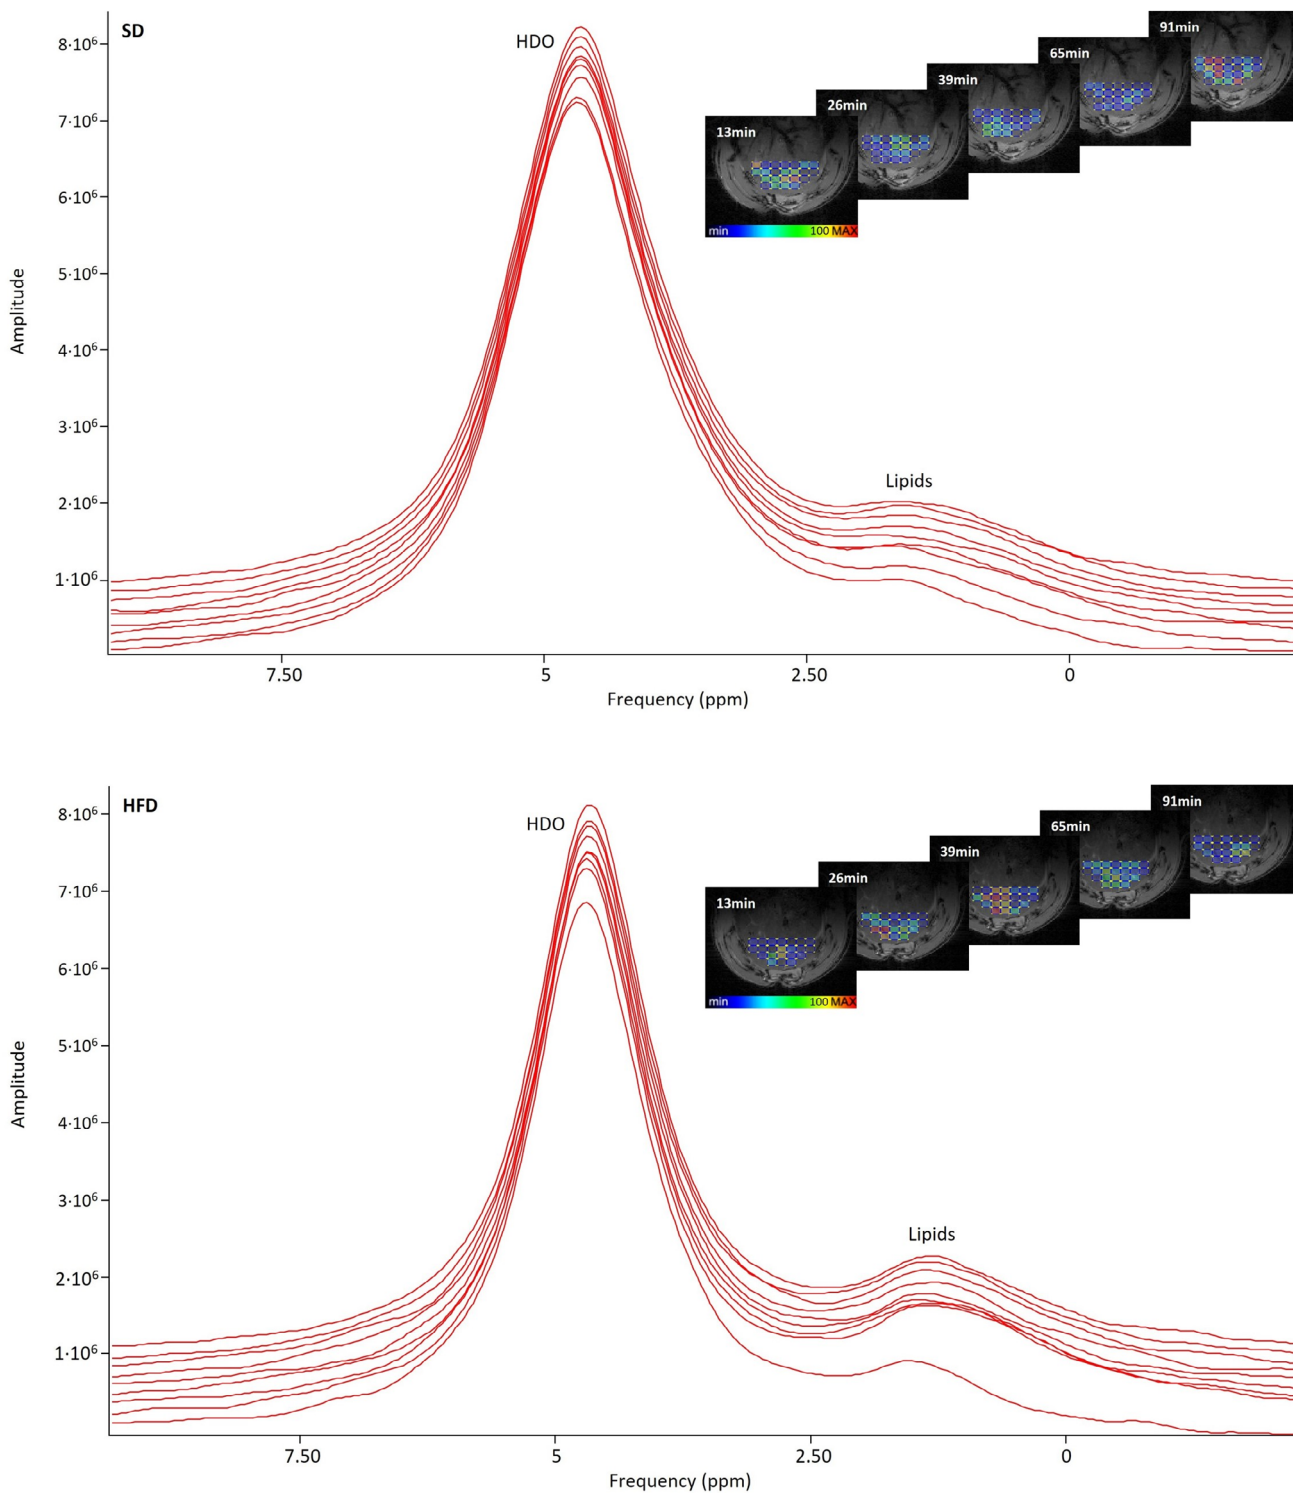 SD
HDO
Lipids
8·10⁶
7·10⁶
6·10⁶
5·10⁶
4·10⁶
3·10⁶
2·10⁶
1·10⁶
Amplitude
7.50 5 2.50 0
Frequency (ppm)
13min
26min
39min
65min
91min
min 100 MAX
HFD
HDO
Lipids
8·10⁶
7·10⁶
6·10⁶
5·10⁶
4·10⁶
3·10⁶
2·10⁶
1·10⁶
Amplitude
7.50 5 2.50 0
Frequency (ppm)
13min
26min
39min
65min
91min
min 100 MAX